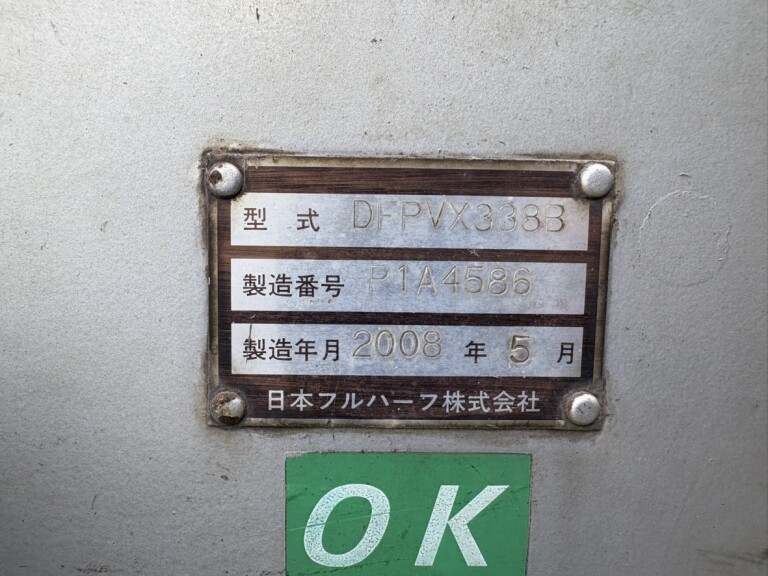 型式 DFPVX338B
製造番号 P1A4586
製造年月 2008 年 5 月
日本フルハーフ株式会社
OK